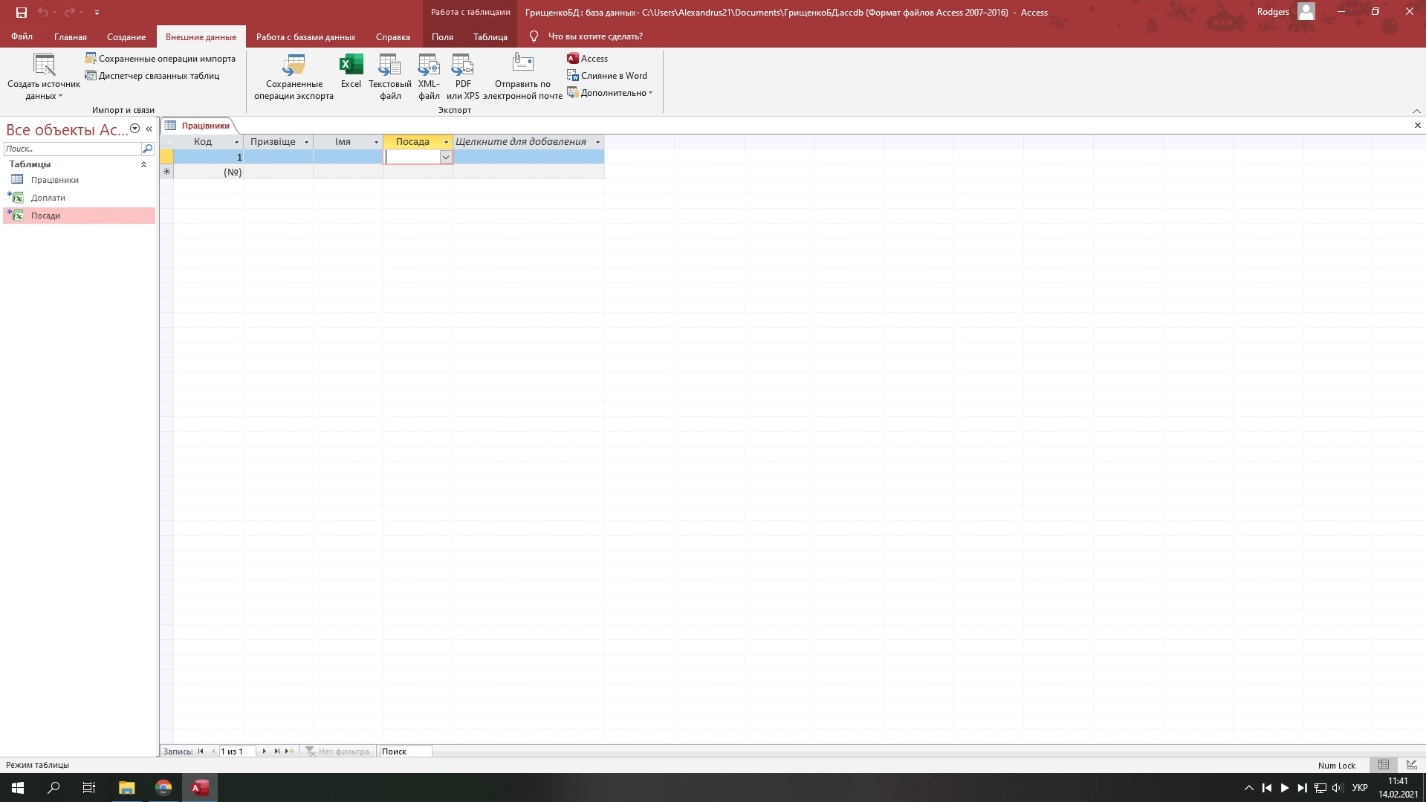 Работа с таблицами
ГрищенкоБД : база данных- C:\Users\Alexandrus21\Documents\ГрищенкоБД.accdb (Формат файлов Access 2007–2016) - Access
Rodgers
Файл Главная Создание Внешние данные Работа с базами данных Справка Поля Таблица Что вы хотите сделать?
Создать источник данных
Сохраненные операции импорта
Диспетчер связанных таблиц
Импорт и связи
Сохраненные операции экспорта
Excel
Текстовый файл
XML-файл
PDF или XPS
Отправить по электронной почте
Access
Слияние в Word
Дополнительно
Экспорт
Все объекты Ac... «
Поиск..
Таблицы
Працівники
Доплати
Посади
Працівники
Код Призвіще Імя Посада Щелкните для добавления
1
(№)
Запись: 1 из 1 Нет фильтра Поиск
Режим таблицы
Num Lock
УКР
11:41
14.02.2021